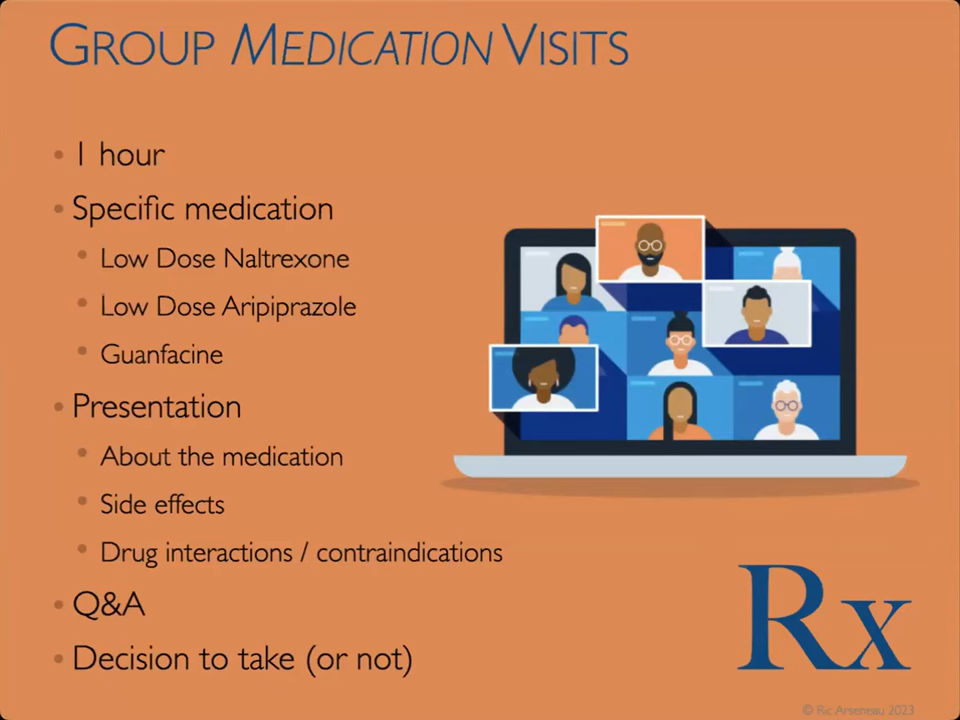 GROUP MEDICATION VISITS
• 1 hour
• Specific medication
• Low Dose Naltrexone
• Low Dose Aripiprazole
• Guanfacine
• Presentation
• About the medication
• Side effects
• Drug interactions / contraindications
• Q&A
• Decision to take (or not)
Rx
© Ric Arseneau 2023